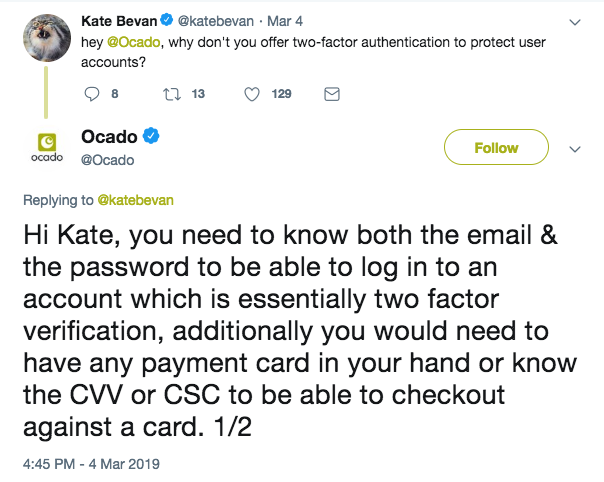 Kate Bevan @katebevan · Mar 4
hey @Ocado, why don't you offer two-factor authentication to protect user
accounts?
8 13 129
Ocado
ocado
@Ocado
Follow
Replying to @katebevan
Hi Kate, you need to know both the email &
the password to be able to log in to an
account which is essentially two factor
verification, additionally you would need to
have any payment card in your hand or know
the CVV or CSC to be able to checkout
against a card. 1/2
4:45 PM - 4 Mar 2019